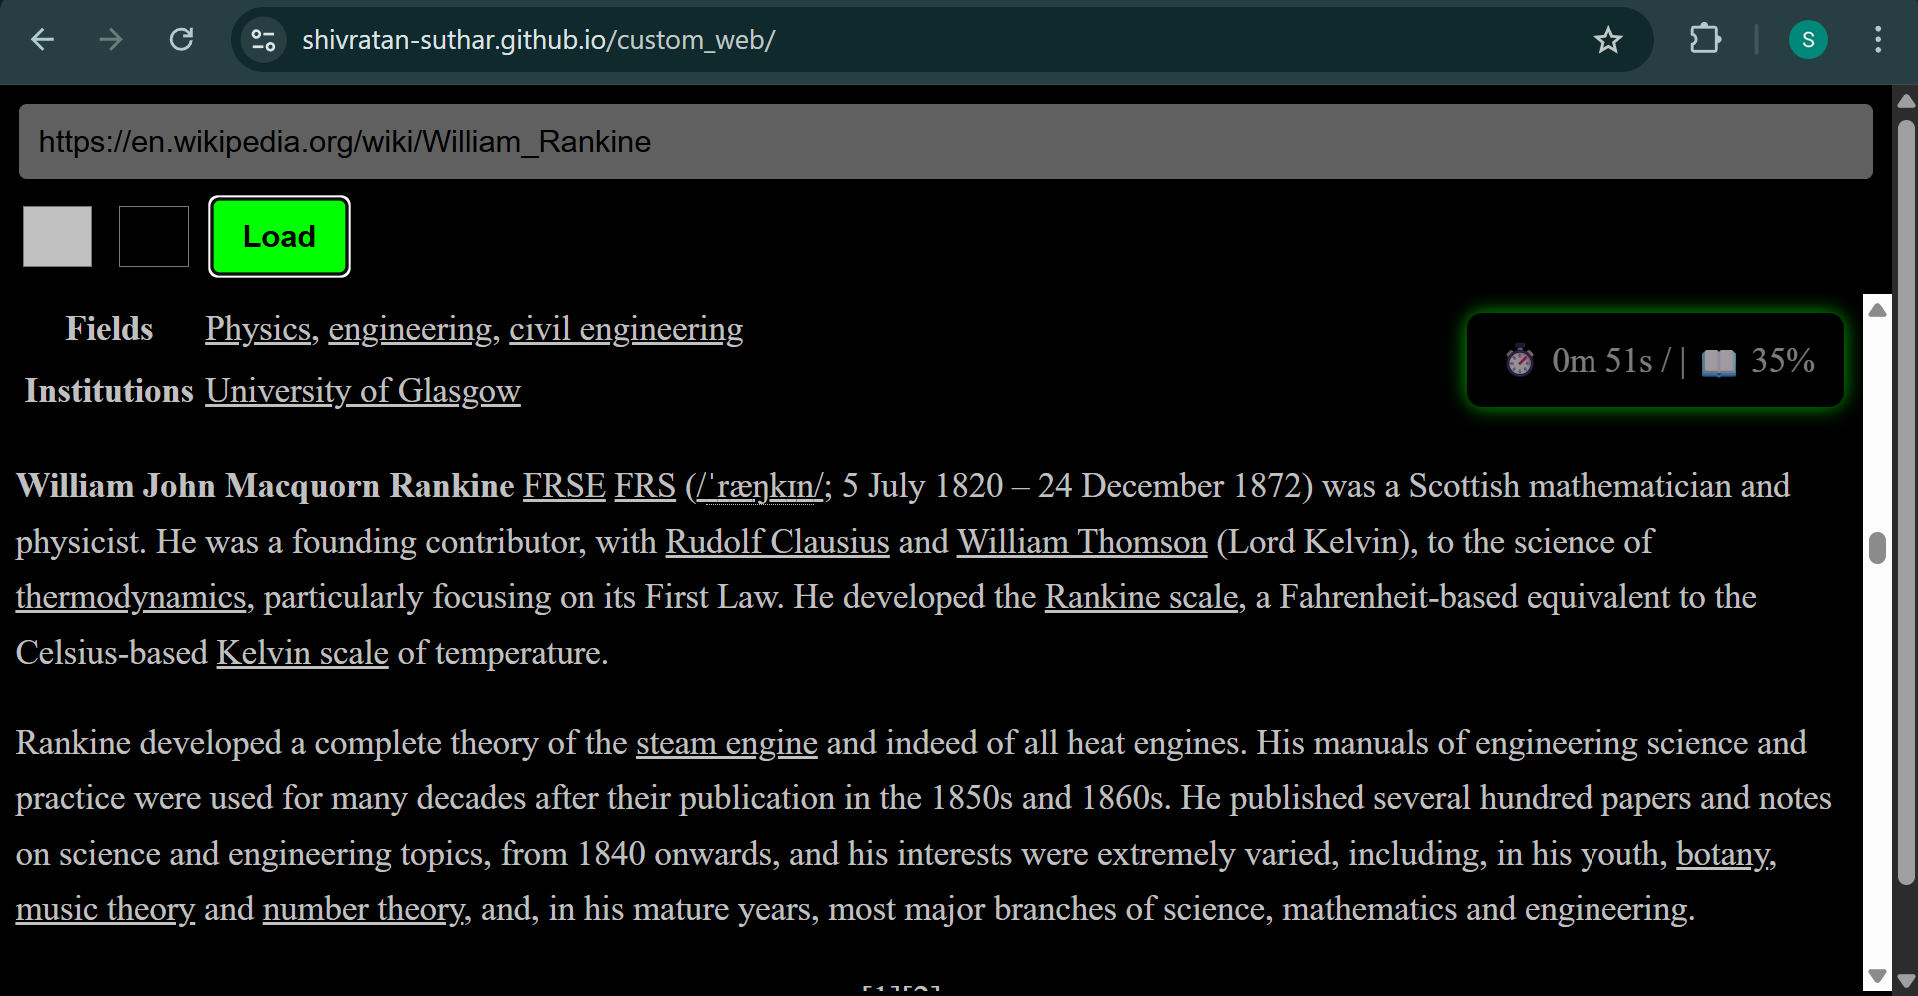 shivratan-suthar.github.io/custom_web/
S
https://en.wikipedia.org/wiki/William_Rankine
Load
Fields Physics, engineering, civil engineering
0m 51s / | 35%
Institutions University of Glasgow
William John Macquorn Rankine FRSE FRS (/ˈræŋkɪn/; 5 July 1820 – 24 December 1872) was a Scottish mathematician and
physicist. He was a founding contributor, with Rudolf Clausius and William Thomson (Lord Kelvin), to the science of
thermodynamics, particularly focusing on its First Law. He developed the Rankine scale, a Fahrenheit-based equivalent to the
Celsius-based Kelvin scale of temperature.
Rankine developed a complete theory of the steam engine and indeed of all heat engines. His manuals of engineering science and
practice were used for many decades after their publication in the 1850s and 1860s. He published several hundred papers and notes
on science and engineering topics, from 1840 onwards, and his interests were extremely varied, including, in his youth, botany,
music theory and number theory, and, in his mature years, most major branches of science, mathematics and engineering.